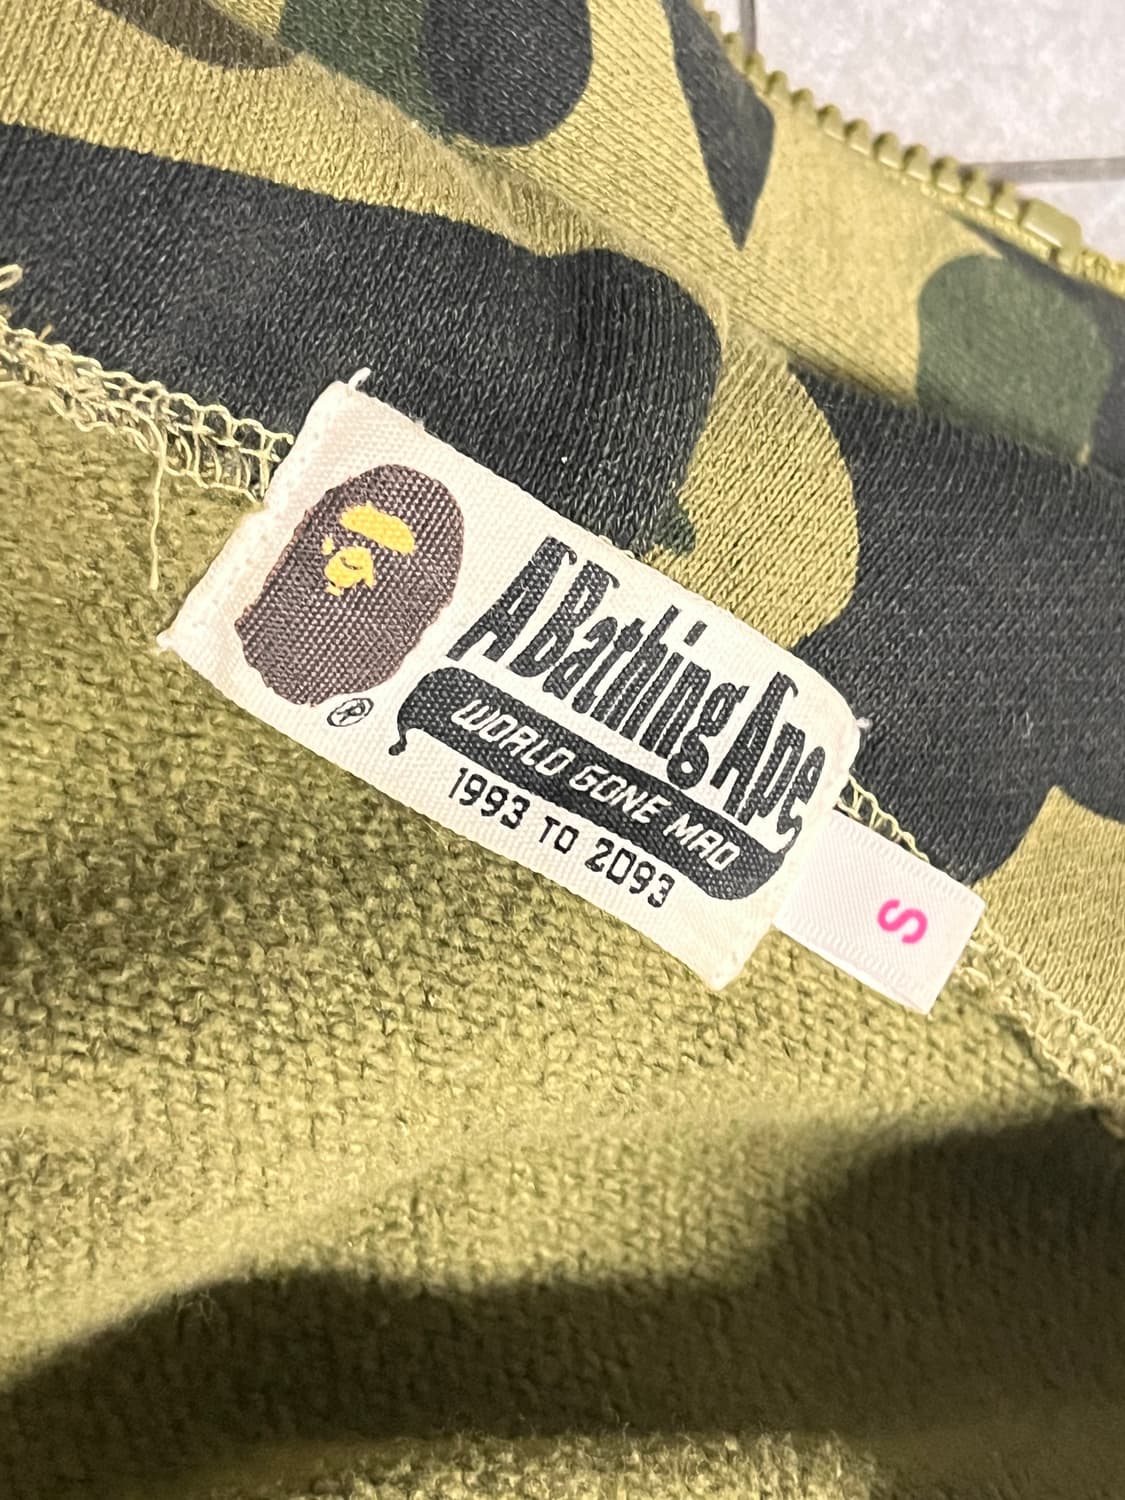 A Bathing Ape
WORLD GONE MAD
1993 TO 2093
®
S